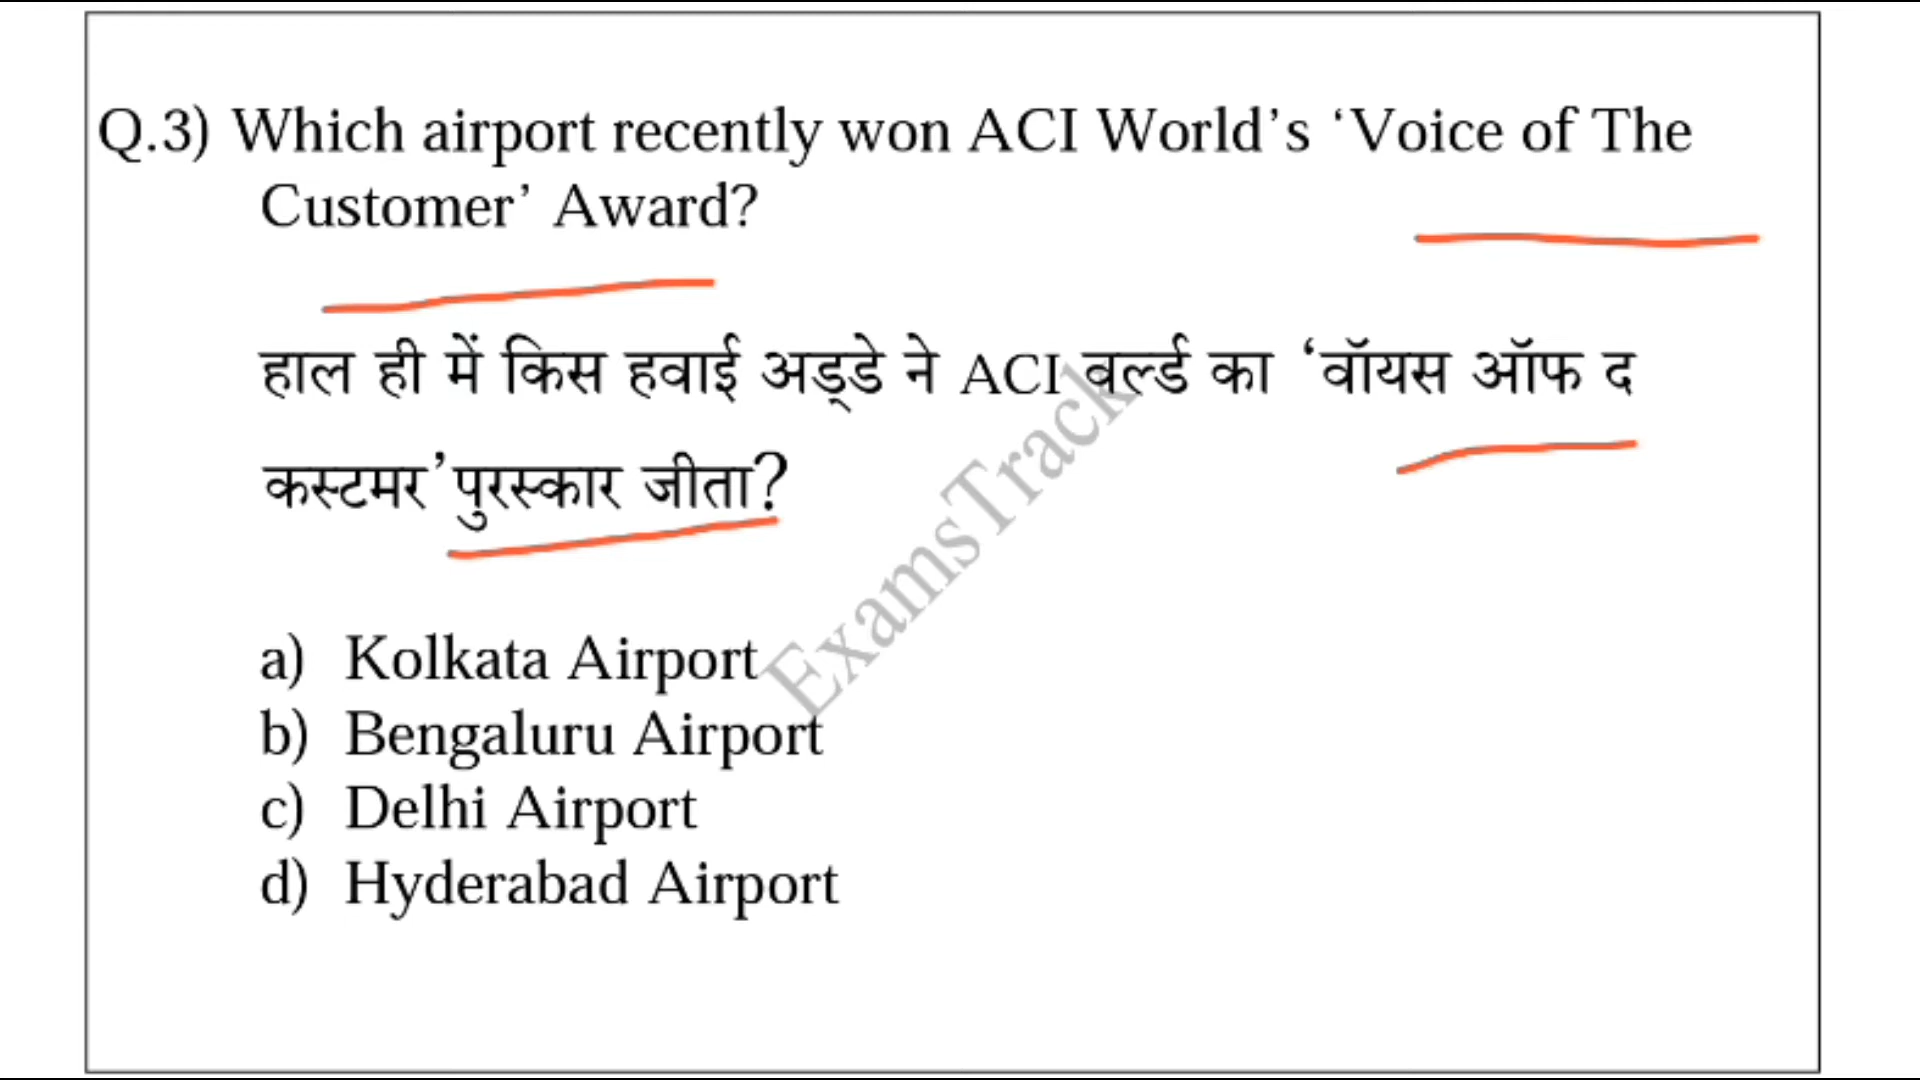 Q.3) Which airport recently won ACI World’s ‘Voice of The
Customer’ Award?
हाल ही में किस हवाई अड्डे ने ACI वर्ल्ड का ‘वॉयस ऑफ द
कस्टमर’पुरस्कार जीता?
ExamsTrack
a) Kolkata Airport
b) Bengaluru Airport
c) Delhi Airport
d) Hyderabad Airport